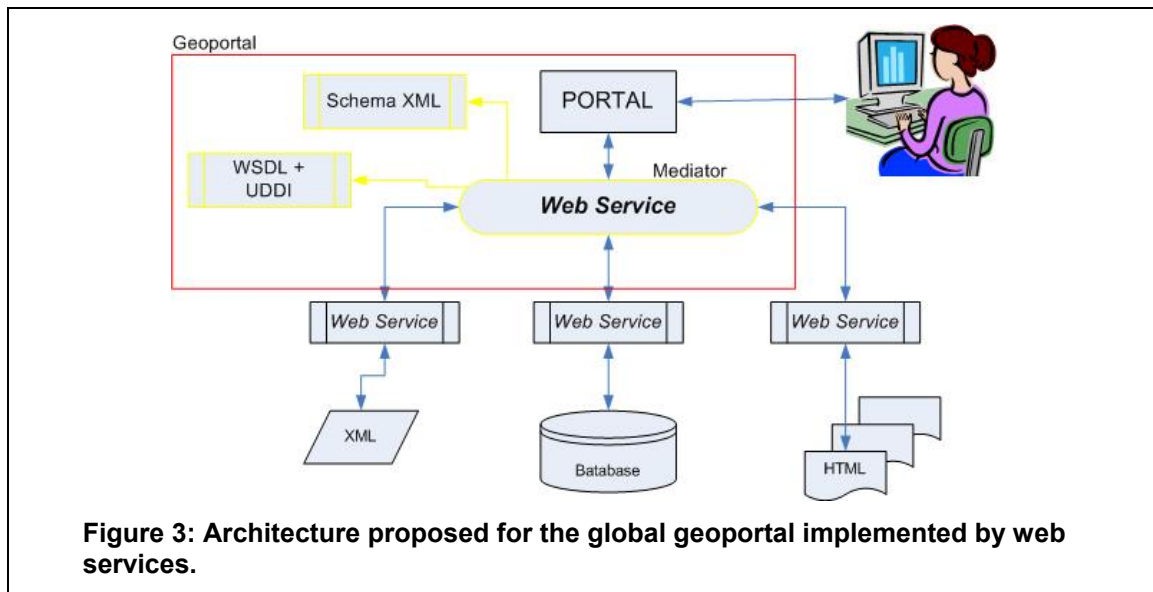 Geoportal
Schema XML
PORTAL
WSDL +
UDDI
Mediator
Web Service
Web Service
Web Service
Web Service
XML
Batabase
HTML
Figure 3: Architecture proposed for the global geoportal implemented by web
services.